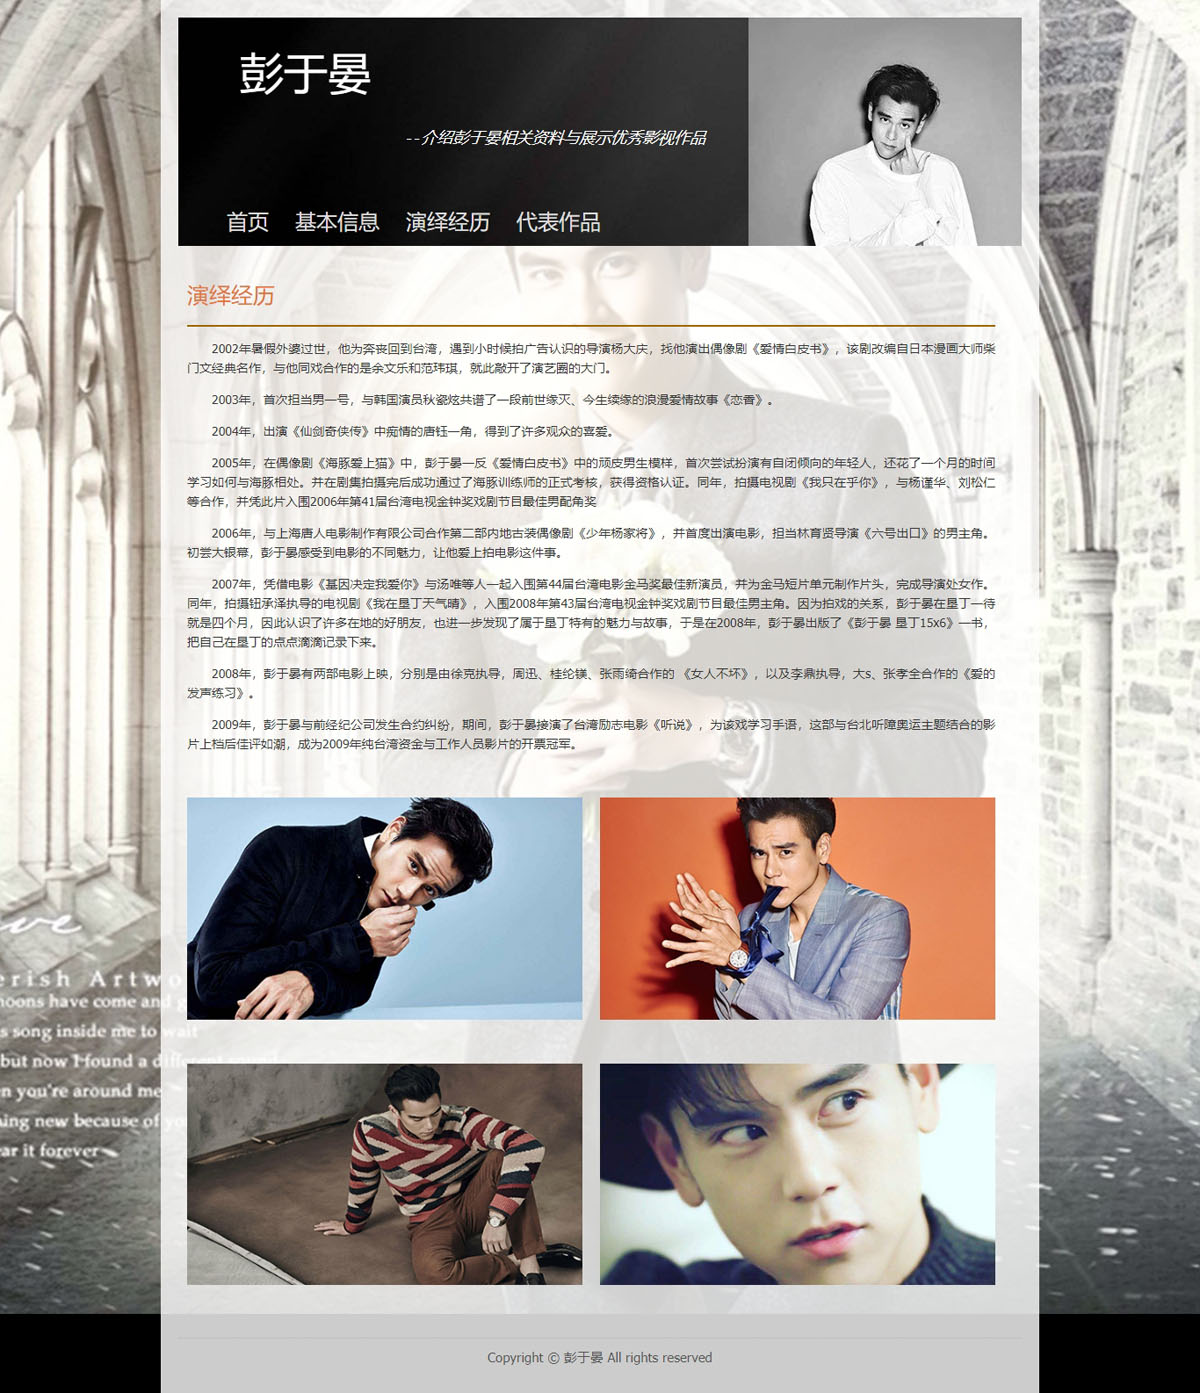 彭于晏
--介绍彭于晏相关资料与展示优秀影视作品
首页 基本信息 演绎经历 代表作品
演绎经历
2002年暑假外婆过世，他为奔丧回到台湾，遇到小时候拍广告认识的导演杨大庆，找他演出偶像剧《爱情白皮书》，该剧改编自日本漫画大师柴
门文经典名作，与他同戏合作的是余文乐和范玮琪，就此敲开了演艺圈的大门。
2003年，首次担当男一号，与韩国演员秋瓷炫共谱了一段前世缘灭、今生续缘的浪漫爱情故事《恋香》。
2004年，出演《仙剑奇侠传》中痴情的唐钰一角，得到了许多观众的喜爱。
2005年，在偶像剧《海豚爱上猫》中，彭于晏一反《爱情白皮书》中的顽皮男生模样，首次尝试扮演有自闭倾向的年轻人，还花了一个月的时间
学习如何与海豚相处。并在剧集拍摄完后成功通过了海豚训练师的正式考核，获得资格认证。同年，拍摄电视剧《我只在乎你》，与杨谨华、刘松仁
等合作，并凭此片入围2006年第41届台湾电视金钟奖戏剧节目最佳男配角奖
2006年，与上海唐人电影制作有限公司合作第二部内地古装偶像剧《少年杨家将》，并首度出演电影，担当林育贤导演《六号出口》的男主角。
初尝大银幕，彭于晏感受到电影的不同魅力，让他爱上拍电影这件事。
2007年，凭借电影《基因决定我爱你》与汤唯等人一起入围第44届台湾电影金马奖最佳新演员，并为金马短片单元制作片头，完成导演处女作。
同年，拍摄钮承泽执导的电视剧《我在垦丁天气晴》，入围2008年第43届台湾电视金钟奖戏剧节目最佳男主角。因为拍戏的关系，彭于晏在垦丁一待
就是四个月，因此认识了许多在地的好朋友，也进一步发现了属于垦丁特有的魅力与故事，于是在2008年，彭于晏出版了《彭于晏 垦丁15x6》一书，
把自己在垦丁的点点滴滴记录下来。
2008年，彭于晏有两部电影上映，分别是由徐克执导，周迅、桂纶镁、张雨绮合作的 《女人不坏》，以及李鼎执导，大s、张孝全合作的《爱的
发声练习》。
2009年，彭于晏与前经纪公司发生合约纠纷，期间，彭于晏接演了台湾励志电影《听说》，为该戏学习手语，这部与台北听障奥运主题结合的影
片上档后佳评如潮，成为2009年纯台湾资金与工作人员影片的开票冠军。
erish Artwo
noons have come and g
s song inside me to wait
but now I found a different sound
n you're around me
ing new because of yo
ear it forever~
Copyright © 彭于晏 All rights reserved